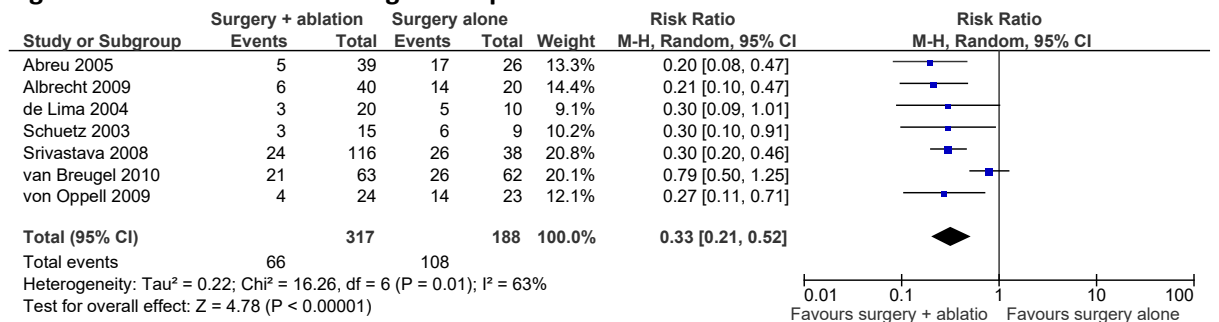 Surgery + ablation Surgery alone Risk Ratio Risk Ratio
Study or Subgroup Events Total Events Total Weight M-H, Random, 95% CI M-H, Random, 95% CI
Abreu 2005 5 39 17 26 13.3% 0.20 [0.08, 0.47]
Albrecht 2009 6 40 14 20 14.4% 0.21 [0.10, 0.47]
de Lima 2004 3 20 5 10 9.1% 0.30 [0.09, 1.01]
Schuetz 2003 3 15 6 9 10.2% 0.30 [0.10, 0.91]
Srivastava 2008 24 116 26 38 20.8% 0.30 [0.20, 0.46]
van Breugel 2010 21 63 26 62 20.1% 0.79 [0.50, 1.25]
von Oppell 2009 4 24 14 23 12.1% 0.27 [0.11, 0.71]
Total (95% CI) 317 188 100.0% 0.33 [0.21, 0.52]
Total events 66 108
Heterogeneity: Tau² = 0.22; Chi² = 16.26, df = 6 (P = 0.01); I² = 63%
Test for overall effect: Z = 4.78 (P < 0.00001)
0.01 0.1 1 10 100
Favours surgery + ablatio Favours surgery alone